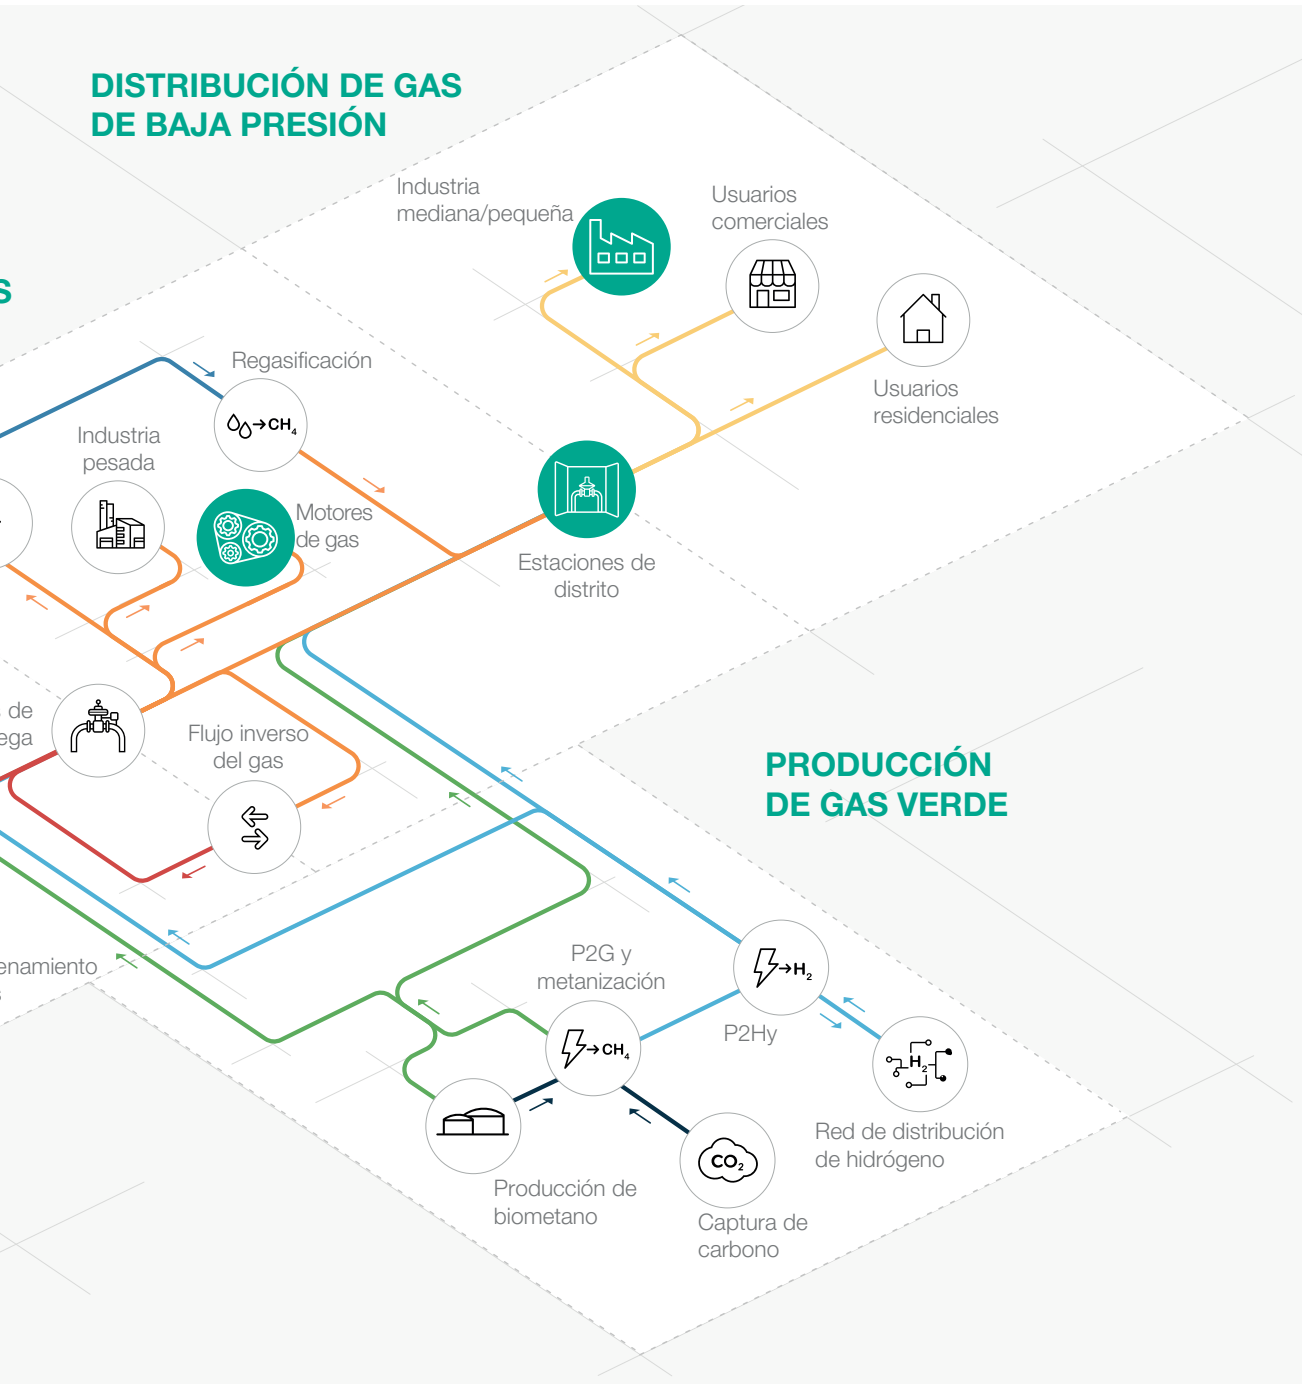 DISTRIBUCIÓN DE GAS
DE BAJA PRESIÓN
Industria
mediana/pequeña
Usuarios
comerciales
Usuarios
residenciales
S
Regasificación
CH₄
Industria
pesada
Motores
de gas
Estaciones de
distrito
de
ega
Flujo inverso
del gas
PRODUCCIÓN
DE GAS VERDE
enamiento
s
P2G y
metanización
CH₄
H₂
P2Hy
H₂
Red de distribución
de hidrógeno
Producción de
biometano
CO₂
Captura de
carbono